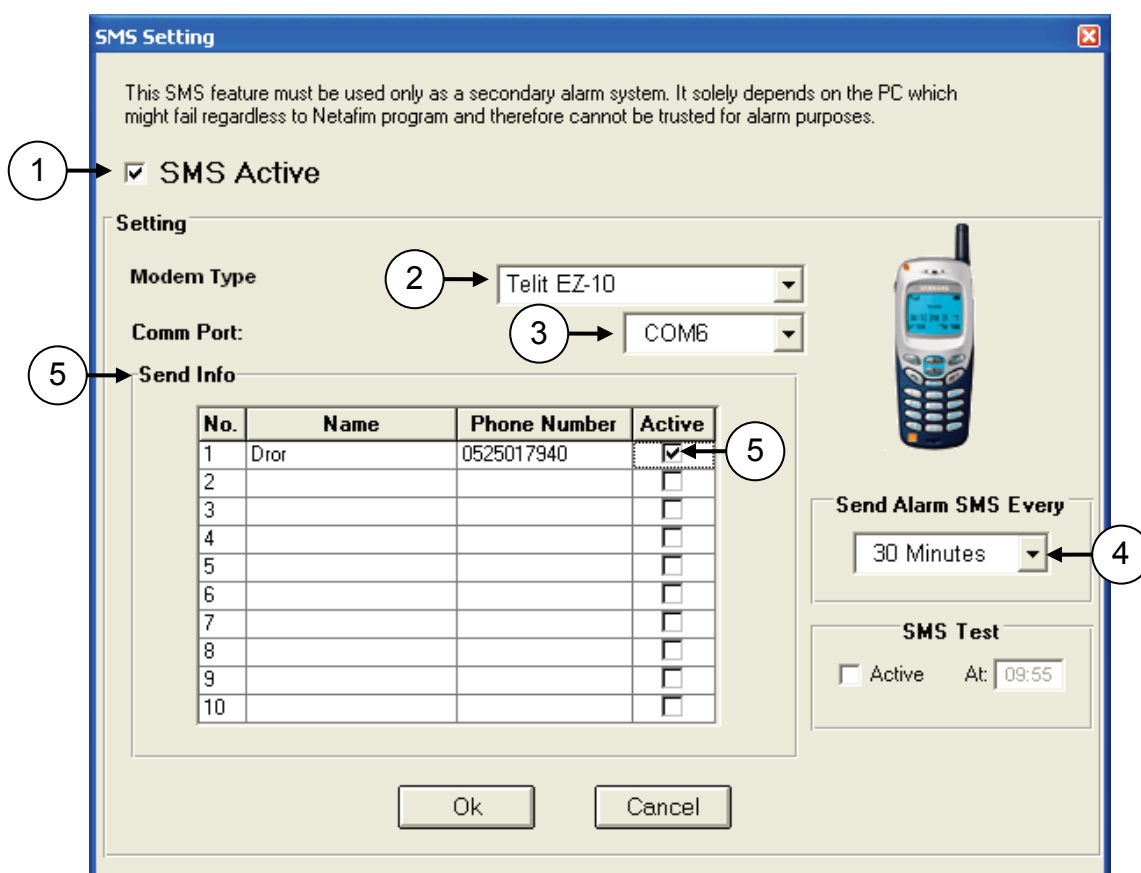 SMS Setting
This SMS feature must be used only as a secondary alarm system. It solely depends on the PC which
might fail regardless to Netafim program and therefore cannot be trusted for alarm purposes.
1
SMS Active
Setting
Modem Type
2
Telit EZ-10
Comm Port:
3
COM6
5
Send Info
No. Name Phone Number Active
1 Dror 0525017940
5
2
3
4
5
6
7
8
9
10
Send Alarm SMS Every
30 Minutes
4
SMS Test
Active At: 09:55
Ok Cancel